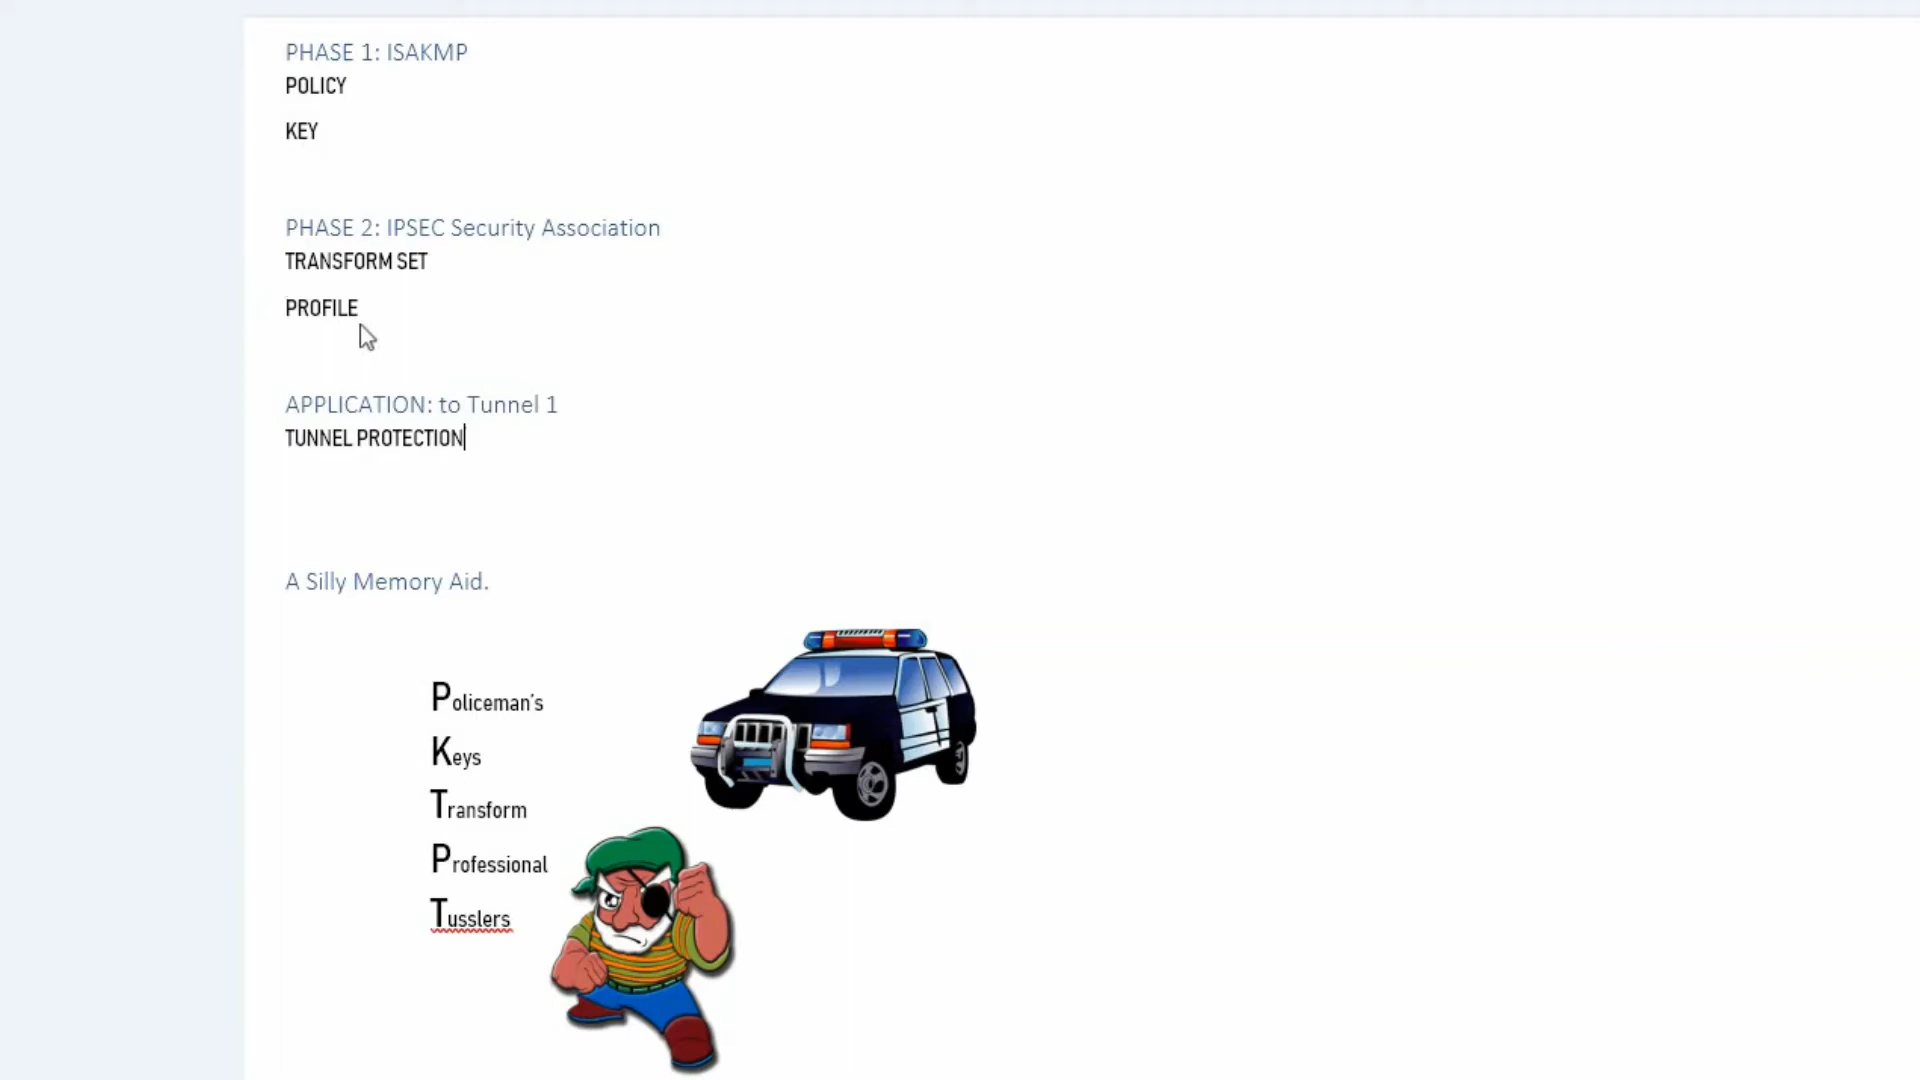 PHASE 1: ISAKMP
POLICY
KEY
PHASE 2: IPSEC Security Association
TRANSFORM SET
PROFILE
APPLICATION: to Tunnel 1
TUNNEL PROTECTION
A Silly Memory Aid.
Policeman's
Keys
Transform
Professional
Tusslers